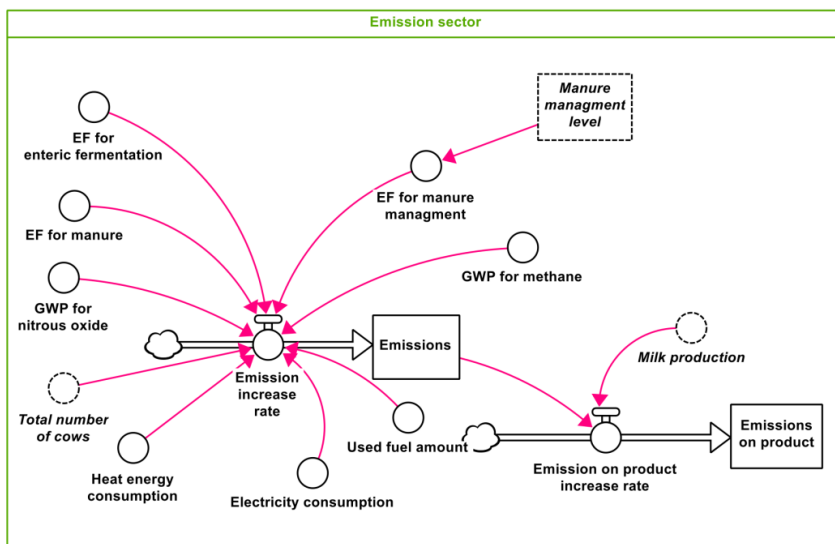 Emission sector
Manure
managment
level
EF for
enteric fermentation
EF for manure
managment
EF for manure
GWP for methane
GWP for
nitrous oxide
Emissions
Milk production
Emission
increase
rate
Total number
of cows
Used fuel amount
Emissions
on product
Heat energy
consumption
Emission on product
increase rate
Electricity consumption